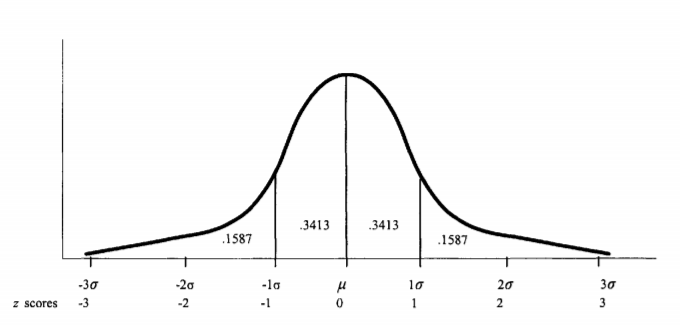 .3413 .3413
.1587 .1587
-3σ -2σ -1σ μ 1σ 2σ 3σ
z scores -3 -2 -1 0 1 2 3